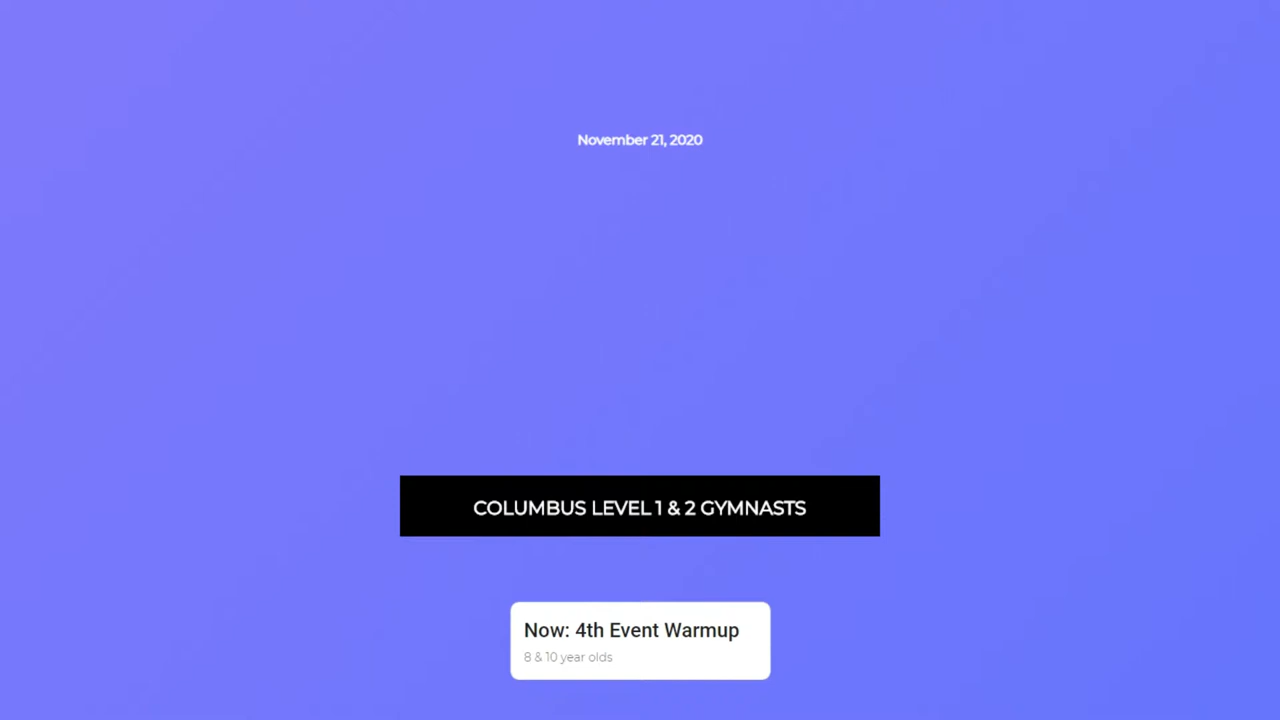 November 21, 2020
COLUMBUS LEVEL 1 & 2 GYMNASTS
Now: 4th Event Warmup
8 & 10 year olds